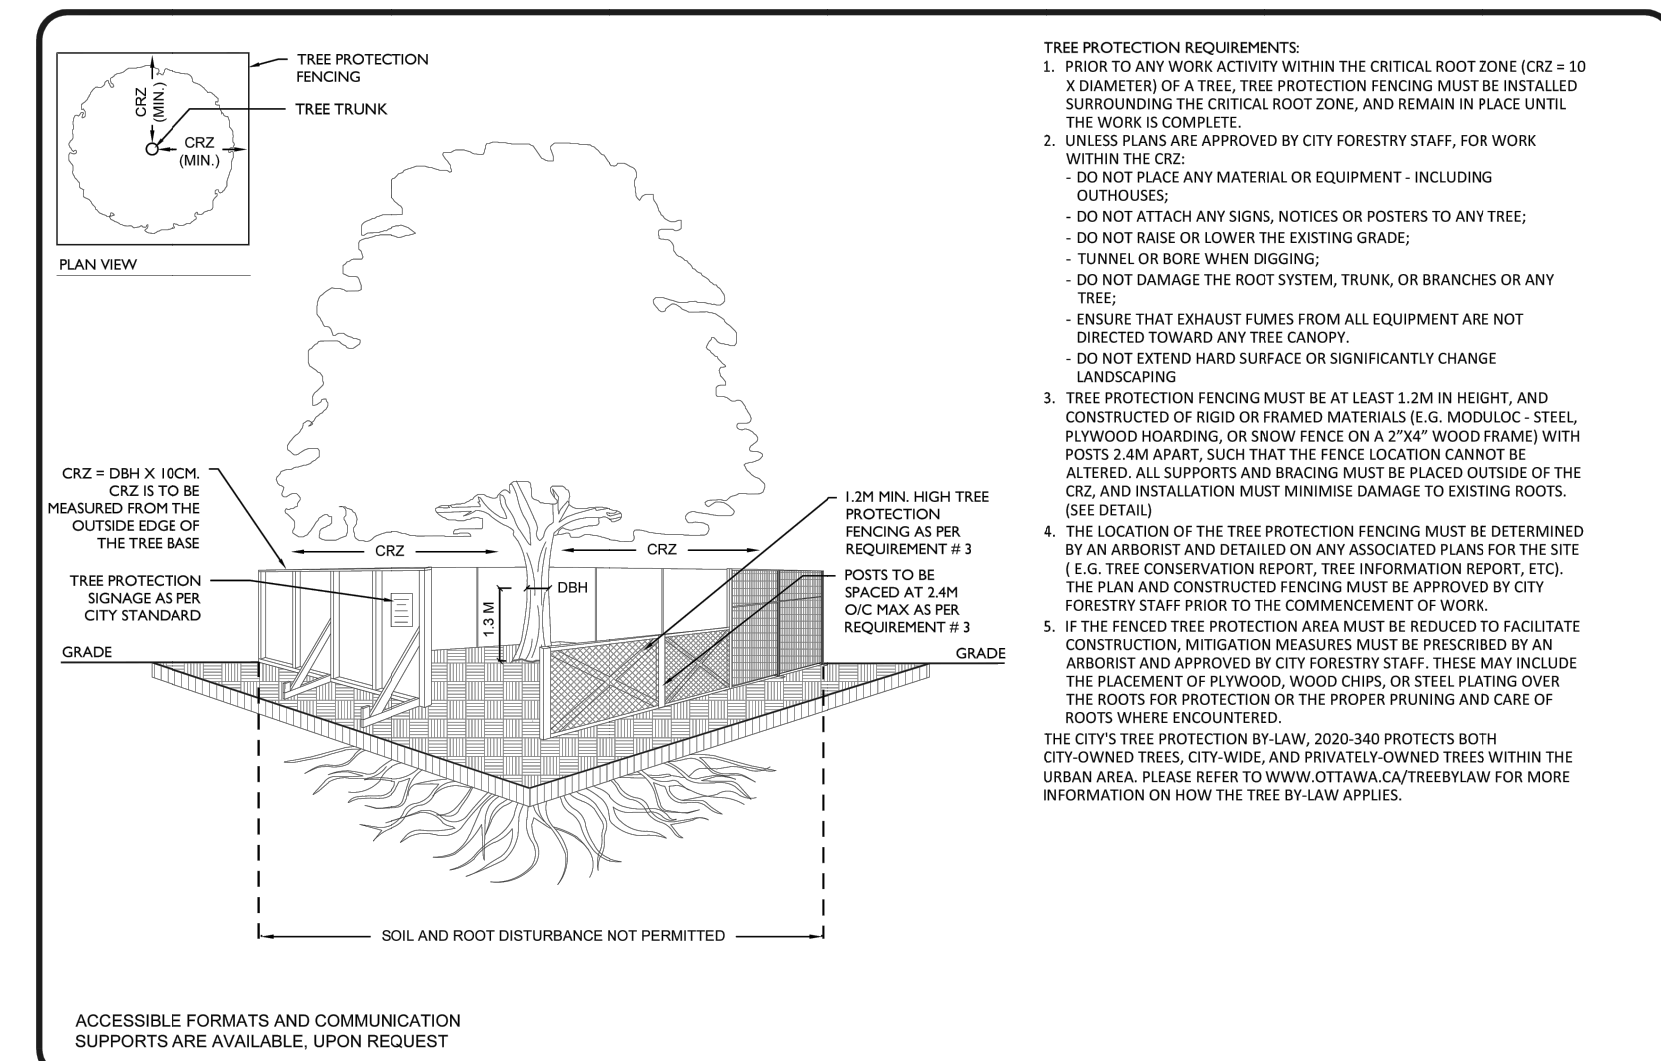 TREE PROTECTION
FENCING
TREE TRUNK
CRZ
(MIN.)
CRZ
(MIN.)
PLAN VIEW
CRZ = DBH X 10CM.
CRZ IS TO BE
MEASURED FROM THE
OUTSIDE EDGE OF
THE TREE BASE
TREE PROTECTION
SIGNAGE AS PER
CITY STANDARD
GRADE
CRZ
CRZ
DBH
1.3 M
1.2M MIN. HIGH TREE
PROTECTION
FENCING AS PER
REQUIREMENT # 3
POSTS TO BE
SPACED AT 2.4M
O/C MAX AS PER
REQUIREMENT # 3
GRADE
SOIL AND ROOT DISTURBANCE NOT PERMITTED
ACCESSIBLE FORMATS AND COMMUNICATION
SUPPORTS ARE AVAILABLE, UPON REQUEST
TREE PROTECTION REQUIREMENTS:
1. PRIOR TO ANY WORK ACTIVITY WITHIN THE CRITICAL ROOT ZONE (CRZ = 10
X DIAMETER) OF A TREE, TREE PROTECTION FENCING MUST BE INSTALLED
SURROUNDING THE CRITICAL ROOT ZONE, AND REMAIN IN PLACE UNTIL
THE WORK IS COMPLETE.
2. UNLESS PLANS ARE APPROVED BY CITY FORESTRY STAFF, FOR WORK
WITHIN THE CRZ:
- DO NOT PLACE ANY MATERIAL OR EQUIPMENT - INCLUDING
OUTHOUSES;
- DO NOT ATTACH ANY SIGNS, NOTICES OR POSTERS TO ANY TREE;
- DO NOT RAISE OR LOWER THE EXISTING GRADE;
- TUNNEL OR BORE WHEN DIGGING;
- DO NOT DAMAGE THE ROOT SYSTEM, TRUNK, OR BRANCHES OR ANY
TREE;
- ENSURE THAT EXHAUST FUMES FROM ALL EQUIPMENT ARE NOT
DIRECTED TOWARD ANY TREE CANOPY.
- DO NOT EXTEND HARD SURFACE OR SIGNIFICANTLY CHANGE
LANDSCAPING
3. TREE PROTECTION FENCING MUST BE AT LEAST 1.2M IN HEIGHT, AND
CONSTRUCTED OF RIGID OR FRAMED MATERIALS (E.G. MODULOC - STEEL,
PLYWOOD HOARDING, OR SNOW FENCE ON A 2”X4” WOOD FRAME) WITH
POSTS 2.4M APART, SUCH THAT THE FENCE LOCATION CANNOT BE
ALTERED. ALL SUPPORTS AND BRACING MUST BE PLACED OUTSIDE OF THE
CRZ, AND INSTALLATION MUST MINIMISE DAMAGE TO EXISTING ROOTS.
(SEE DETAIL)
4. THE LOCATION OF THE TREE PROTECTION FENCING MUST BE DETERMINED
BY AN ARBORIST AND DETAILED ON ANY ASSOCIATED PLANS FOR THE SITE
( E.G. TREE CONSERVATION REPORT, TREE INFORMATION REPORT, ETC).
THE PLAN AND CONSTRUCTED FENCING MUST BE APPROVED BY CITY
FORESTRY STAFF PRIOR TO THE COMMENCEMENT OF WORK.
5. IF THE FENCED TREE PROTECTION AREA MUST BE REDUCED TO FACILITATE
CONSTRUCTION, MITIGATION MEASURES MUST BE PRESCRIBED BY AN
ARBORIST AND APPROVED BY CITY FORESTRY STAFF. THESE MAY INCLUDE
THE PLACEMENT OF PLYWOOD, WOOD CHIPS, OR STEEL PLATING OVER
THE ROOTS FOR PROTECTION OR THE PROPER PRUNING AND CARE OF
ROOTS WHERE ENCOUNTERED.
THE CITY'S TREE PROTECTION BY-LAW, 2020-340 PROTECTS BOTH
CITY-OWNED TREES, CITY-WIDE, AND PRIVATELY-OWNED TREES WITHIN THE
URBAN AREA. PLEASE REFER TO WWW.OTTAWA.CA/TREEBYLAW FOR MORE
INFORMATION ON HOW THE TREE BY-LAW APPLIES.